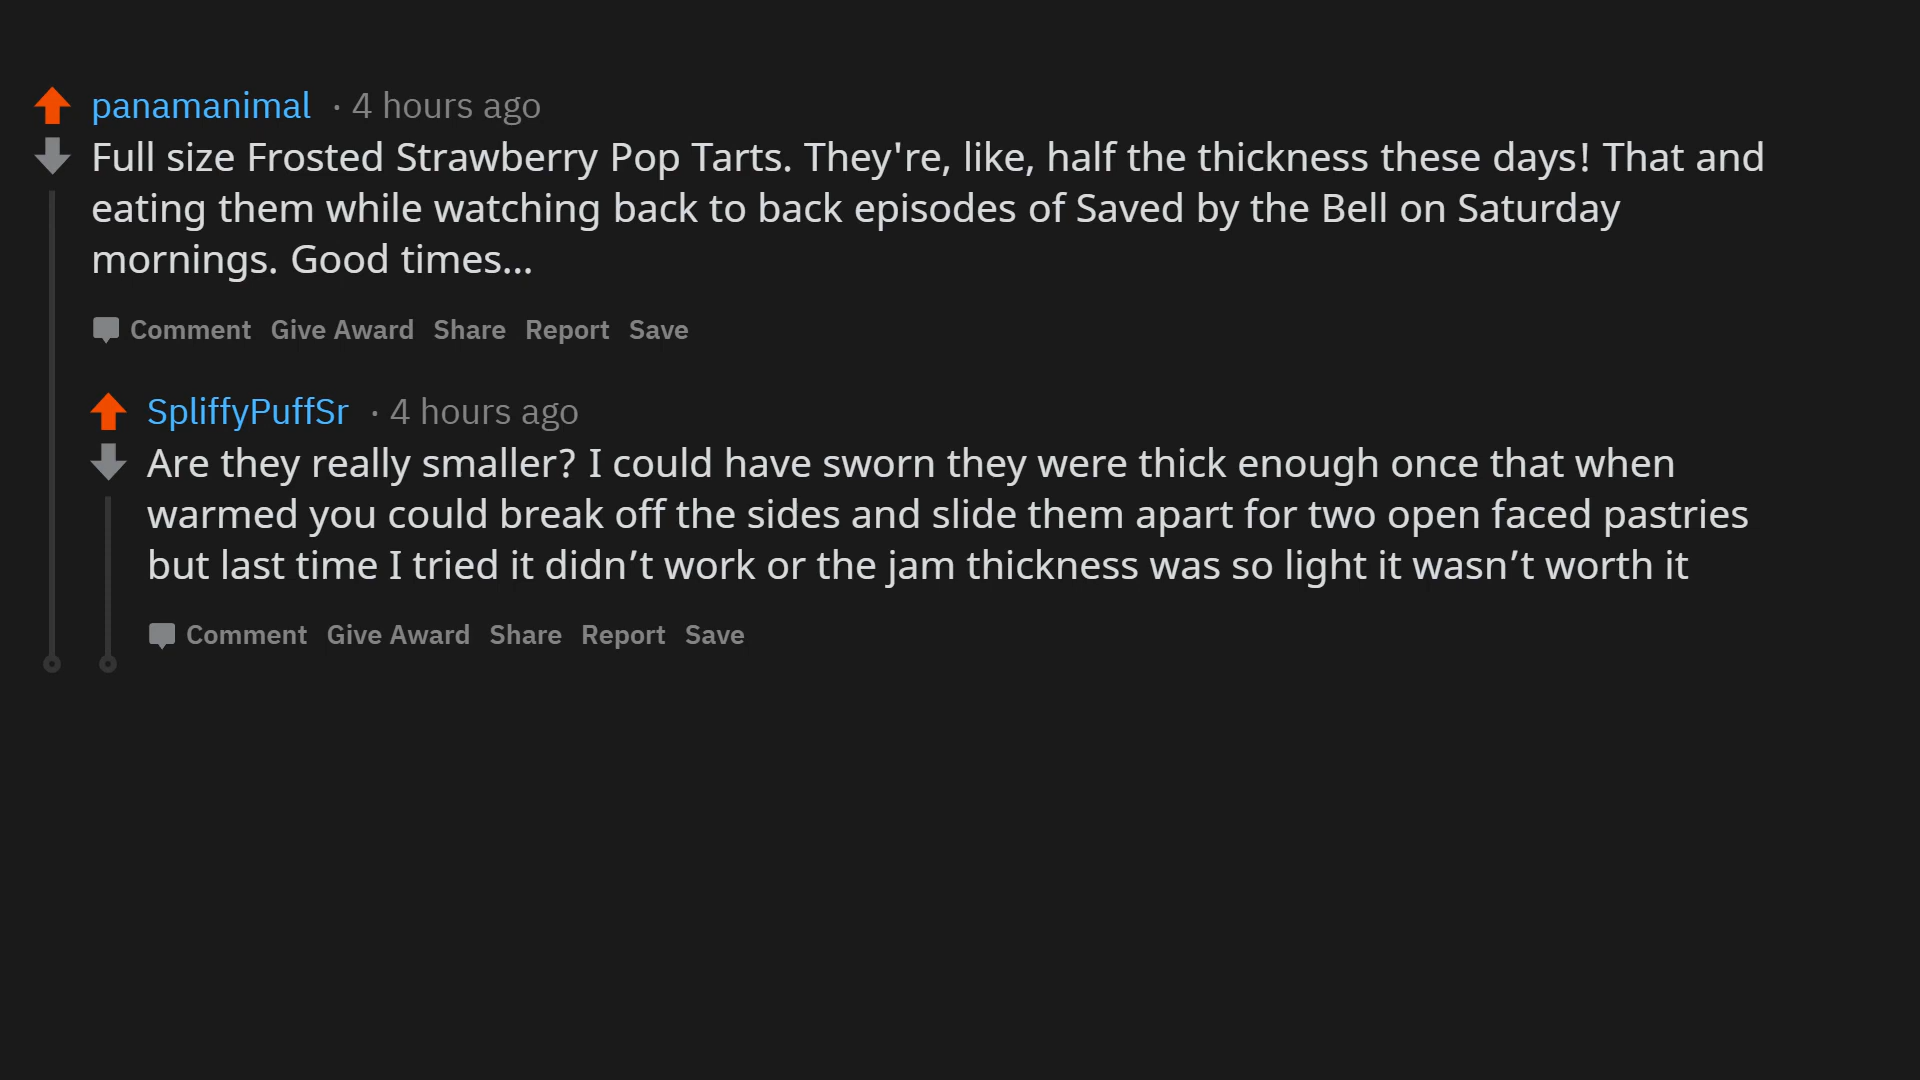 panamanimal · 4 hours ago
Full size Frosted Strawberry Pop Tarts. They're, like, half the thickness these days! That and
eating them while watching back to back episodes of Saved by the Bell on Saturday
mornings. Good times...
Comment Give Award Share Report Save
SpliffyPuffSr · 4 hours ago
Are they really smaller? I could have sworn they were thick enough once that when
warmed you could break off the sides and slide them apart for two open faced pastries
but last time I tried it didn’t work or the jam thickness was so light it wasn’t worth it
Comment Give Award Share Report Save